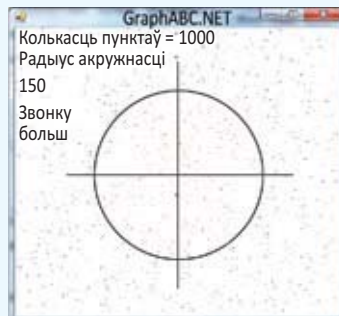 GraphABC.NET
Колькасць пунктаў = 1000
Радыус акружнасці
150
Звонку
больш